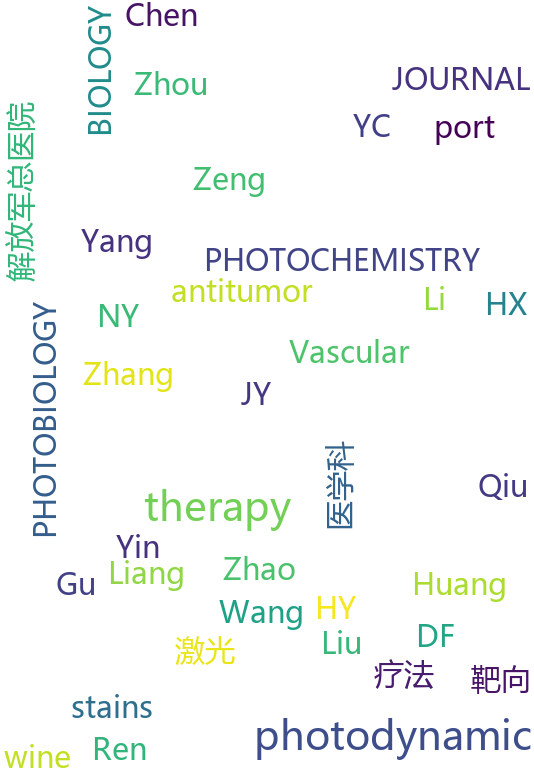 Chen
BIOLOGY
Zhou
JOURNAL
YC
port
解放军总医院
Zeng
Yang
PHOTOCHEMISTRY
antitumor
Li
HX
NY
PHOTOBIOLOGY
Vascular
Zhang
JY
医学科
Qiu
therapy
Yin
Gu
Liang
Zhao
Huang
Wang
HY
Liu
DF
激光
疗法
靶向
stains
photodynamic
wine
Ren